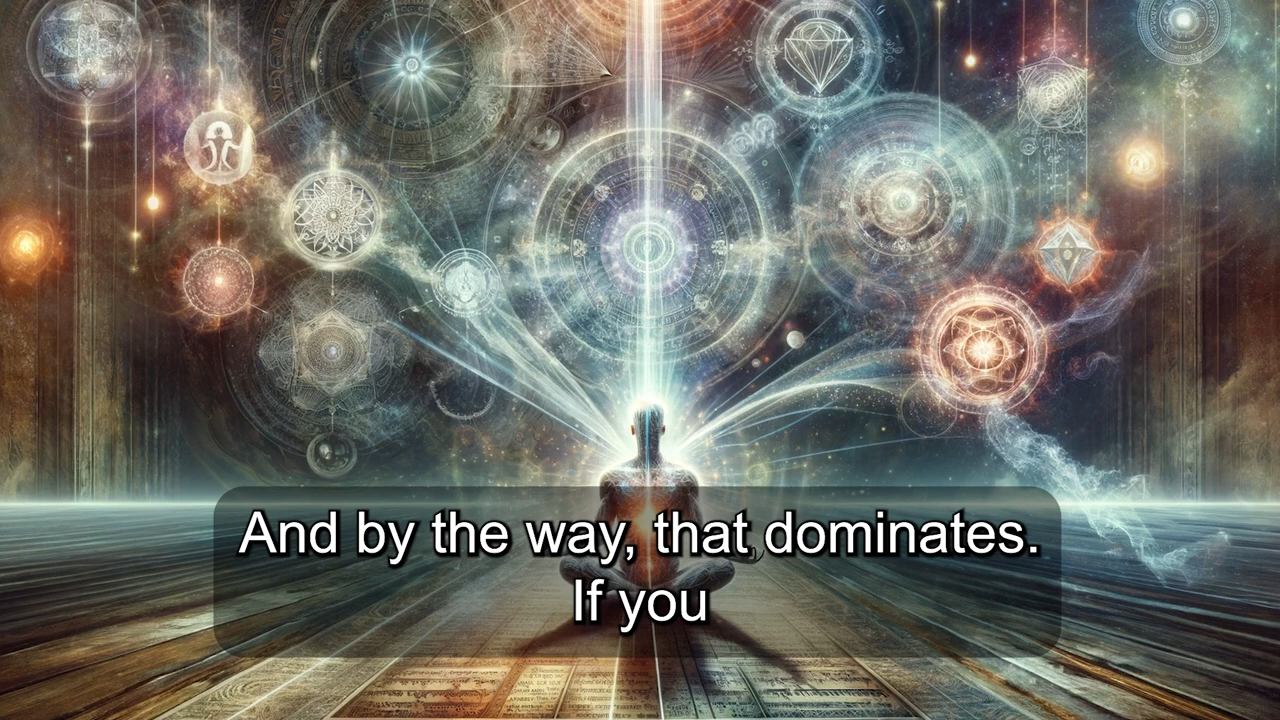 And by the way, that dominates.
If you